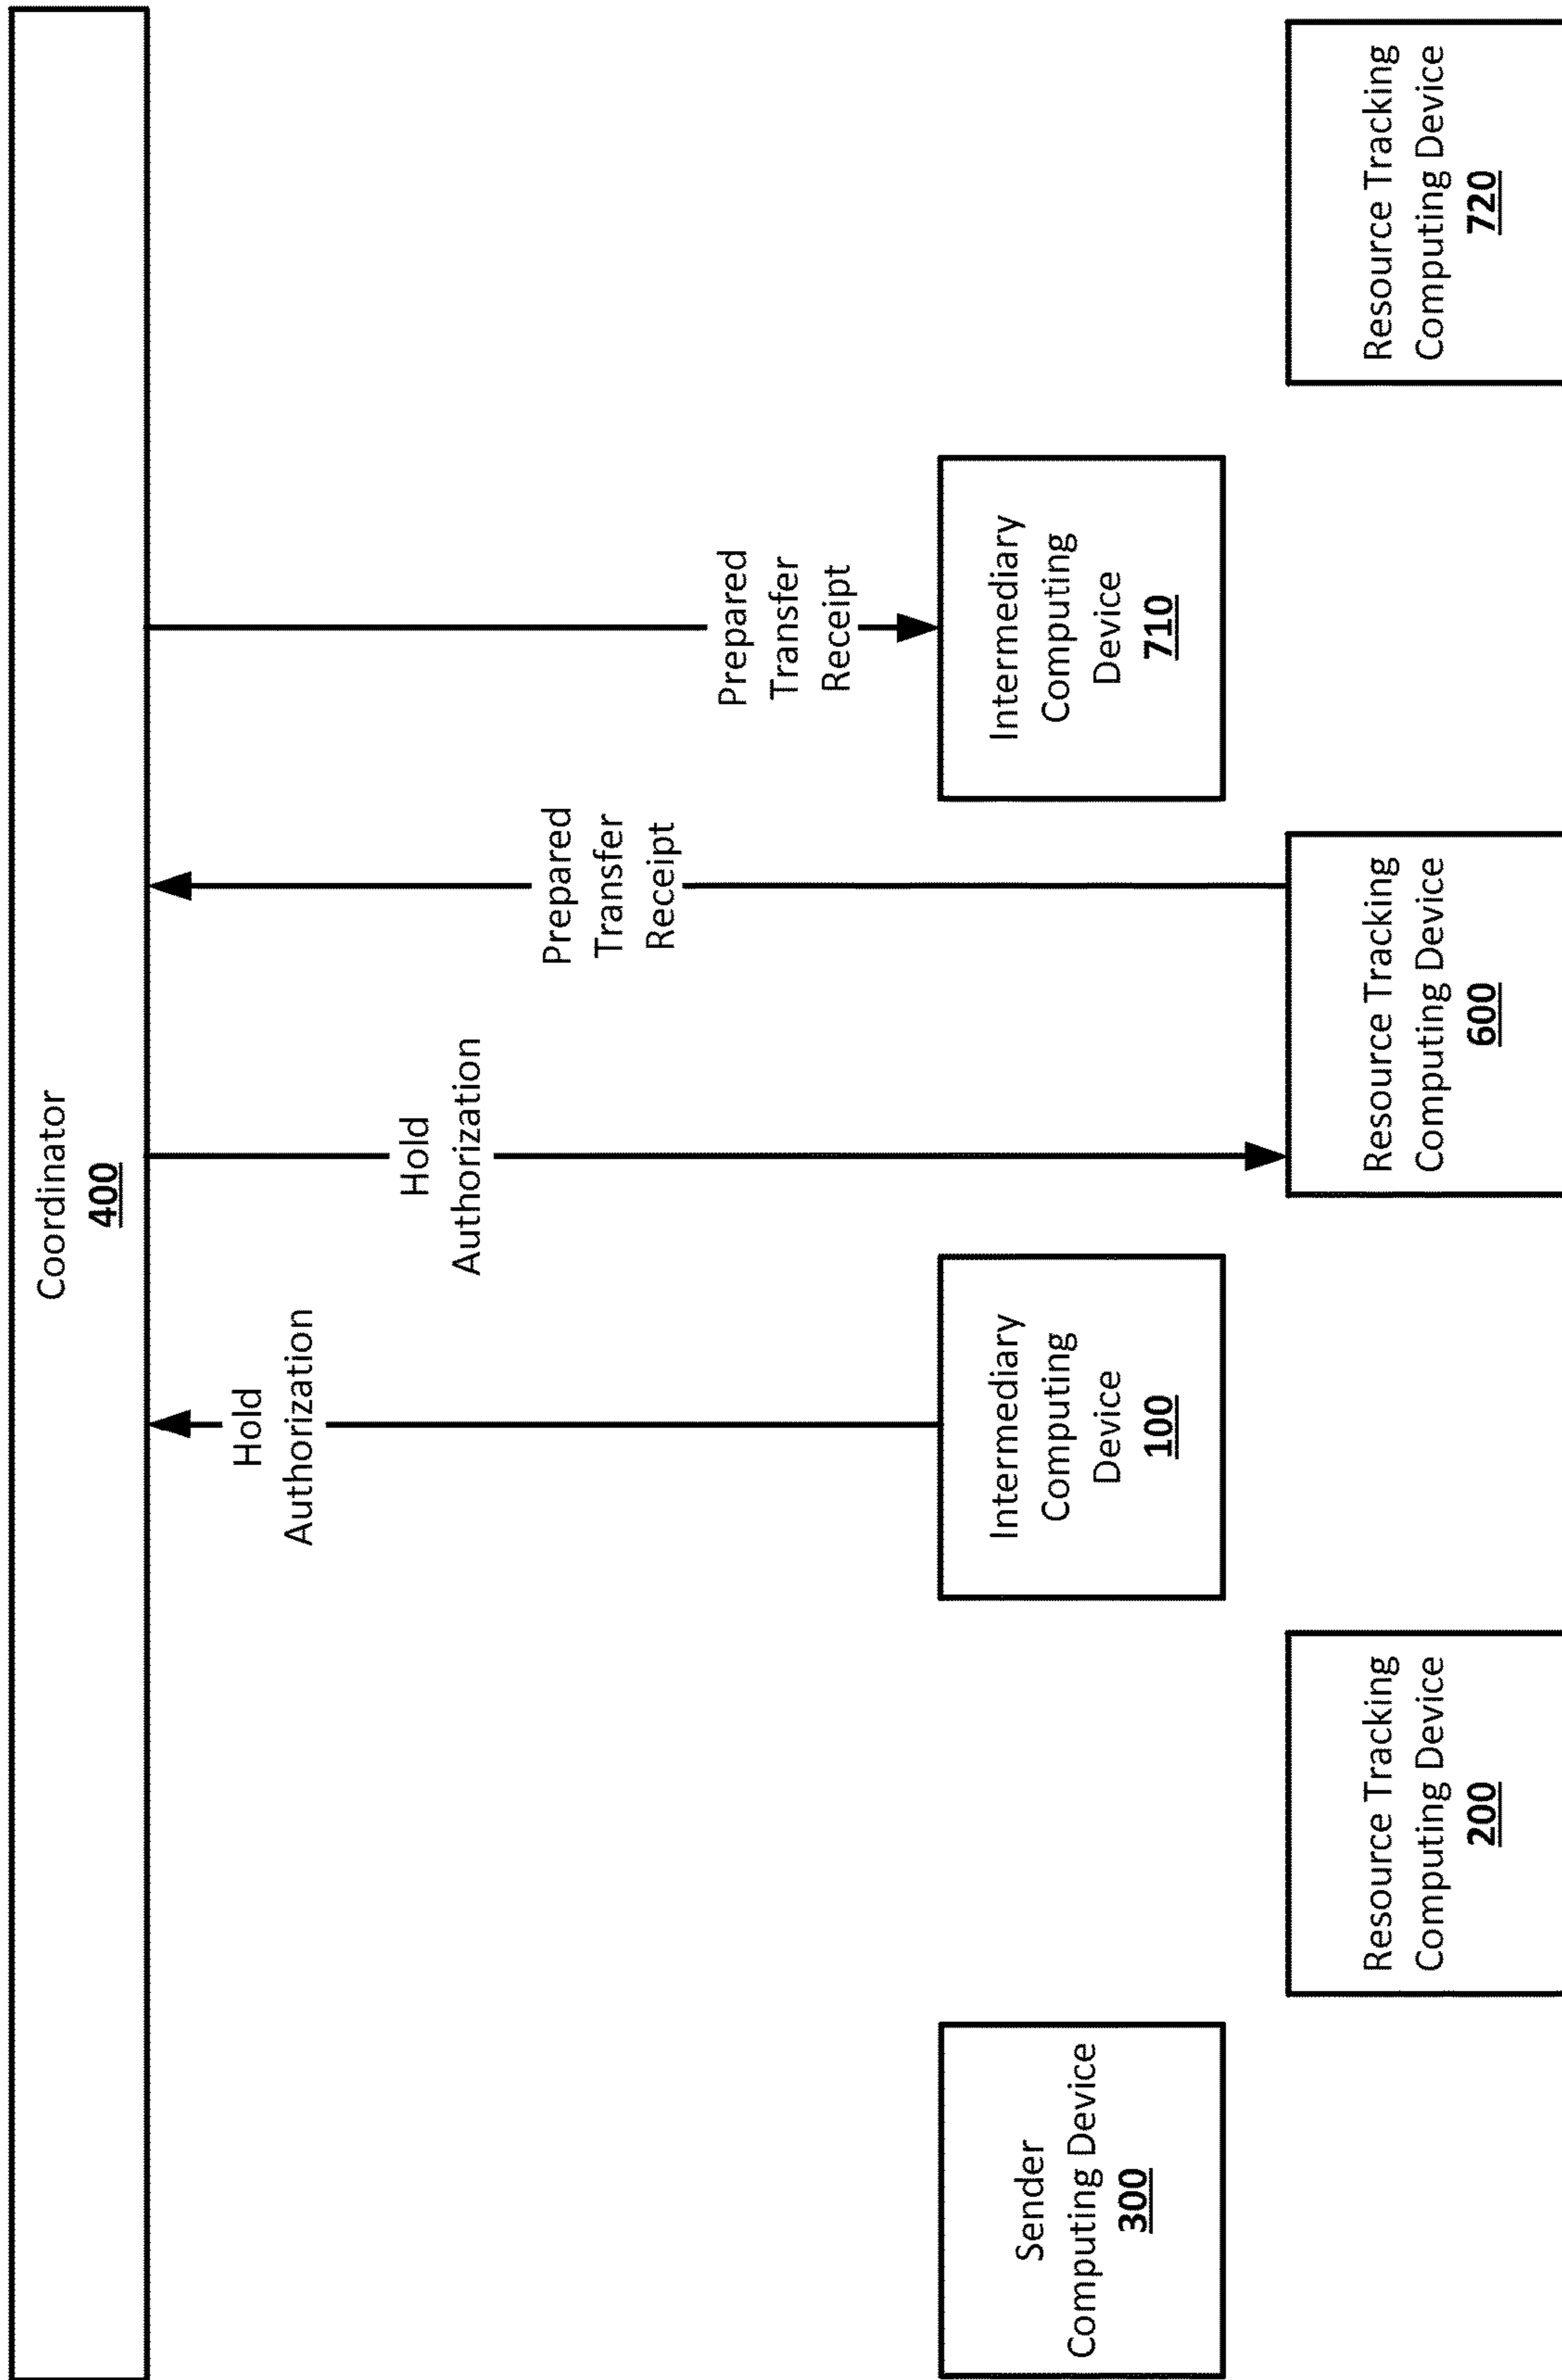 Coordinator
400
Hold
Authorization
Hold
Authorization
Prepared
Transfer
Receipt
Prepared
Transfer
Receipt
Sender
Computing Device
300
Intermediary
Computing
Device
100
Intermediary
Computing
Device
710
Resource Tracking
Computing Device
200
Resource Tracking
Computing Device
600
Resource Tracking
Computing Device
720